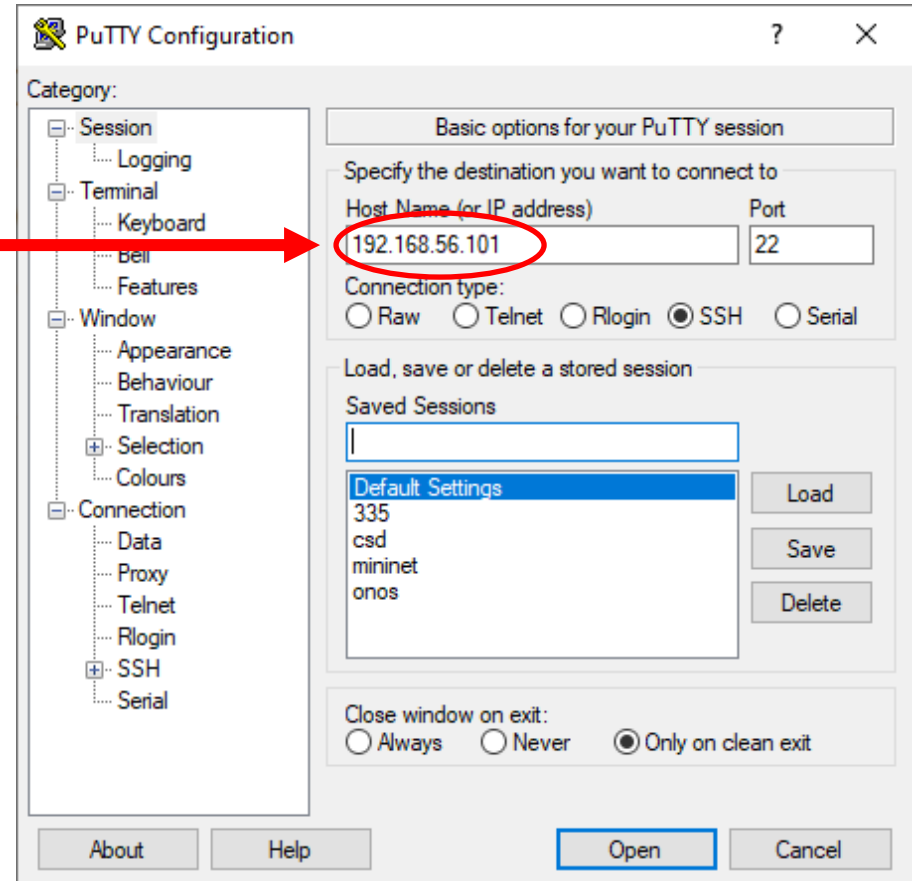 PuTTY Configuration
?
Category:
Session
Logging
Terminal
Keyboard
Bell
Features
Window
Appearance
Behaviour
Translation
Selection
Colours
Connection
Data
Proxy
Telnet
Rlogin
SSH
Serial
Basic options for your PuTTY session
Specify the destination you want to connect to
Host Name (or IP address) Port
192.168.56.101 22
Connection type:
Raw Telnet Rlogin SSH Serial
Load, save or delete a stored session
Saved Sessions
Default Settings
335
csd
mininet
onos
Load
Save
Delete
Close window on exit:
Always Never Only on clean exit
About Help Open Cancel